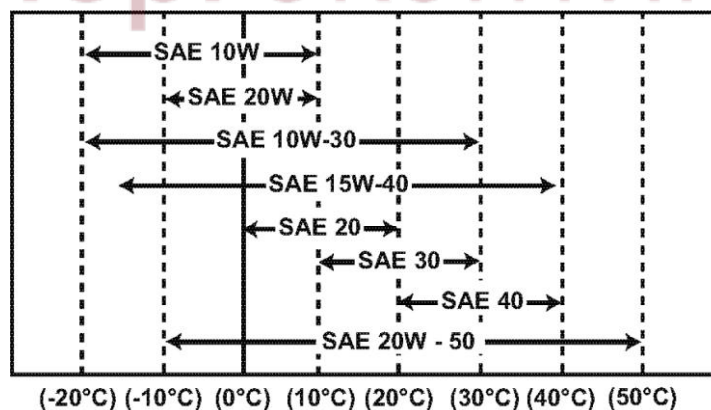 SAE 10W
SAE 20W
SAE 10W-30
SAE 15W-40
SAE 20
SAE 30
SAE 40
SAE 20W - 50
(-20°C) (-10°C) (0°C) (10°C) (20°C) (30°C) (40°C) (50°C)